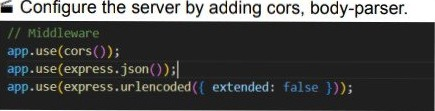 Configure the server by adding cors, body-parser.
// Middleware
app.use(cors());
app.use(express.json());
app.use(express.urlencoded({ extended: false }));